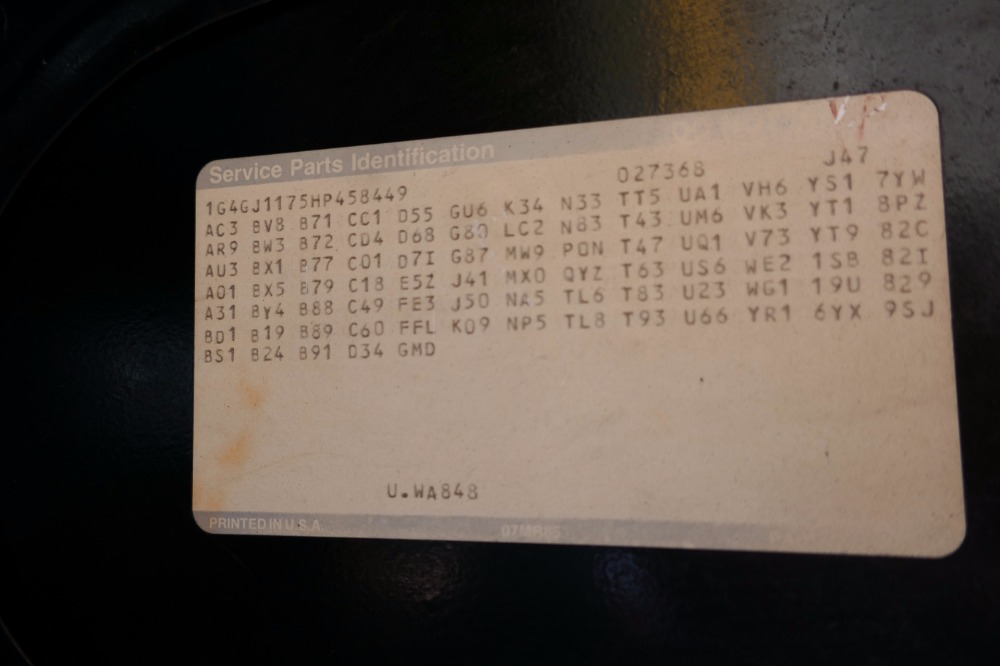 Service Parts Identification
1G4GJ1175HP458449 027368 J47
AC3 BV8 B71 CC1 D55 GU6 K34 N33 TT5 UA1 VH6 YS1 7YW
AR9 BW3 B72 CD4 D68 G80 LC2 N83 T43 UM6 VK3 YT1 8PZ
AU3 BX1 B77 C01 D7I G87 MW9 PON T47 UQ1 V73 YT9 82C
A01 BX5 B79 C18 E5Z J41 MX0 QYZ T63 US6 WE2 1SB 82I
A31 BY4 B88 C49 FE3 J50 NA5 TL6 T83 U23 WG1 19U 829
BD1 B19 B89 C60 FFL K09 NP5 TL8 T93 U66 YR1 6YX 9SJ
BS1 B24 B91 D34 GMD
U.WA848
PRINTED IN U.S.A.